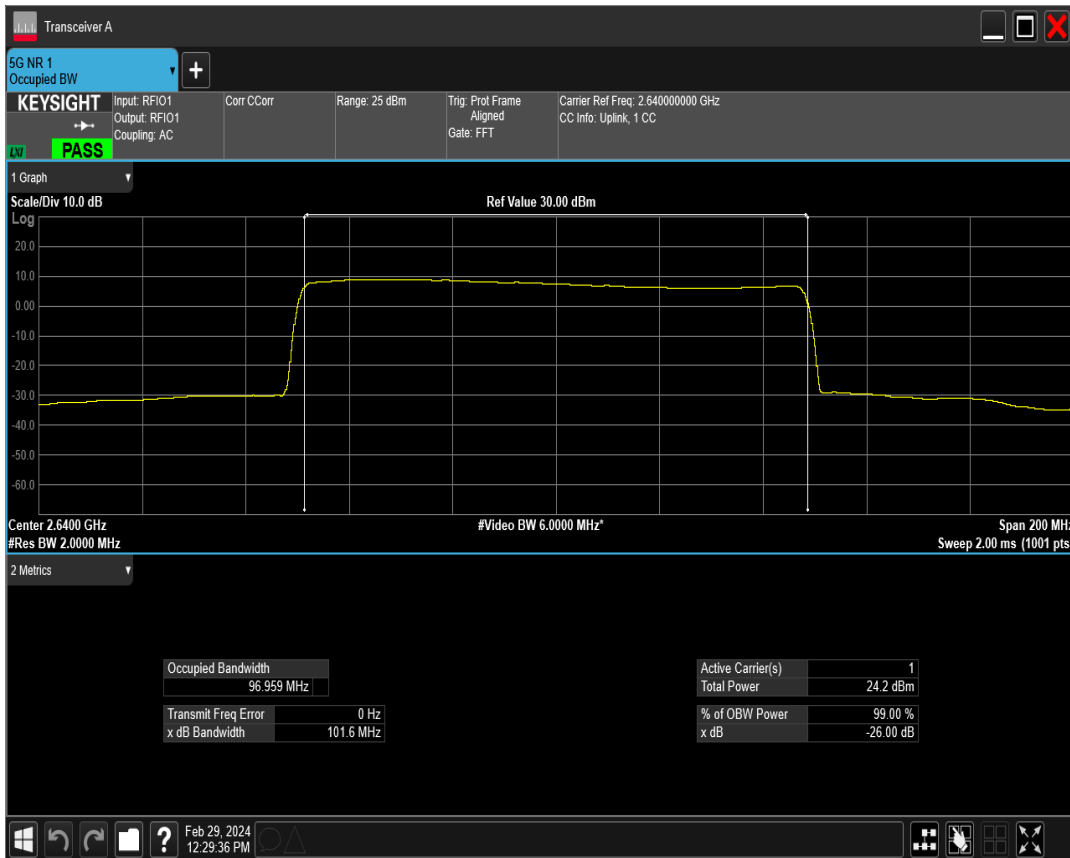 Transceiver A
5G NR 1
Occupied BW
+
KEYSIGHT
LXI
PASS
Input: RFIO1
Output: RFIO1
Coupling: AC
Corr CCorr
Range: 25 dBm
Trig: Prot Frame
Aligned
Gate: FFT
Carrier Ref Freq: 2.640000000 GHz
CC Info: Uplink, 1 CC
1 Graph
Scale/Div 10.0 dB
Ref Value 30.00 dBm
Log
20.0
10.0
0.00
-10.0
-20.0
-30.0
-40.0
-50.0
-60.0
Center 2.6400 GHz
#Video BW 6.0000 MHz*
Span 200 MHz
#Res BW 2.0000 MHz
Sweep 2.00 ms (1001 pts
2 Metrics
Occupied Bandwidth
96.959 MHz
Transmit Freq Error 0 Hz
x dB Bandwidth 101.6 MHz
Active Carrier(s) 1
Total Power 24.2 dBm
% of OBW Power 99.00 %
x dB -26.00 dB
?
Feb 29, 2024
12:29:36 PM